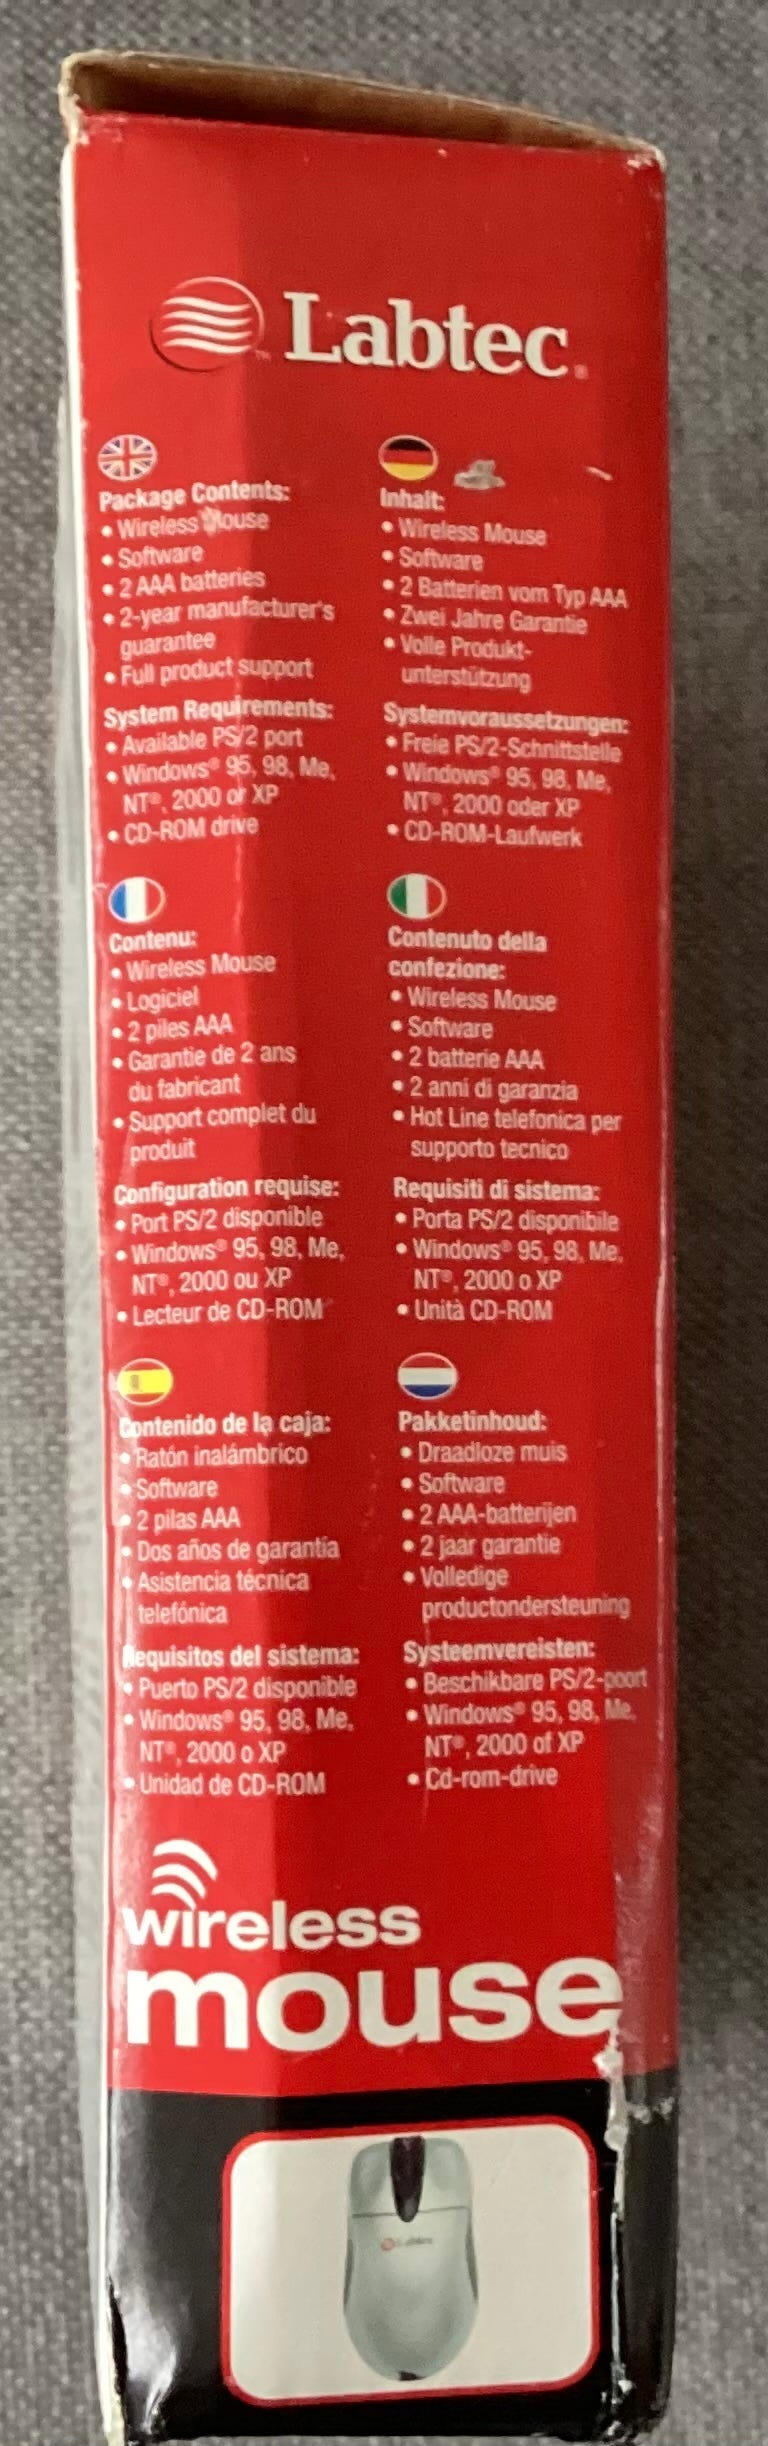 Labtec
Package Contents:
• Wireless Mouse
• Software
• 2 AAA batteries
• 2-year manufacturer's
guarantee
• Full product support
System Requirements:
• Available PS/2 port
• Windows® 95, 98, Me,
NT®, 2000 or XP
• CD-ROM drive
Inhalt:
• Wireless Mouse
• Software
• 2 Batterien vom Typ AAA
• Zwei Jahre Garantie
• Volle Produkt-
unterstützung
Systemvoraussetzungen:
• Freie PS/2-Schnittstelle
• Windows® 95, 98, Me,
NT®, 2000 oder XP
• CD-ROM-Laufwerk
Contenu:
• Wireless Mouse
• Logiciel
• 2 piles AAA
• Garantie de 2 ans
du fabricant
• Support complet du
produit
Configuration requise:
• Port PS/2 disponible
• Windows® 95, 98, Me,
NT®, 2000 ou XP
• Lecteur de CD-ROM
Contenuto della
confezione:
• Wireless Mouse
• Software
• 2 batterie AAA
• 2 anni di garanzia
• Hot Line telefonica per
supporto tecnico
Requisiti di sistema:
• Porta PS/2 disponibile
• Windows® 95, 98, Me,
NT®, 2000 o XP
• Unità CD-ROM
Contenido de la caja:
• Ratón inalámbrico
• Software
• 2 pilas AAA
• Dos años de garantía
• Asistencia técnica
telefónica
Requisitos del sistema:
• Puerto PS/2 disponible
• Windows® 95, 98, Me,
NT®, 2000 o XP
• Unidad de CD-ROM
Pakketinhoud:
• Draadloze muis
• Software
• 2 AAA-batterijen
• 2 jaar garantie
• Volledige
productondersteuning
Systeemvereisten:
• Beschikbare PS/2-poort
• Windows® 95, 98, Me,
NT®, 2000 of XP
• Cd-rom-drive
wireless
mouse
Labtec